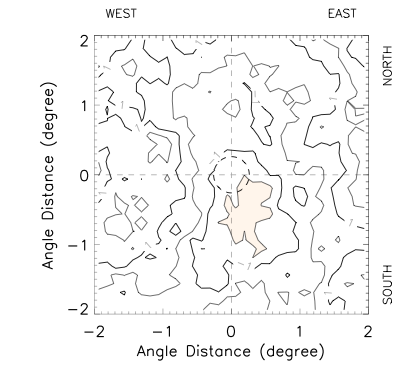 WEST EAST
NORTH
SOUTH
Angle Distance (degree)
2
1
0
−1
−2
−2 −1 0 1 2
Angle Distance (degree)